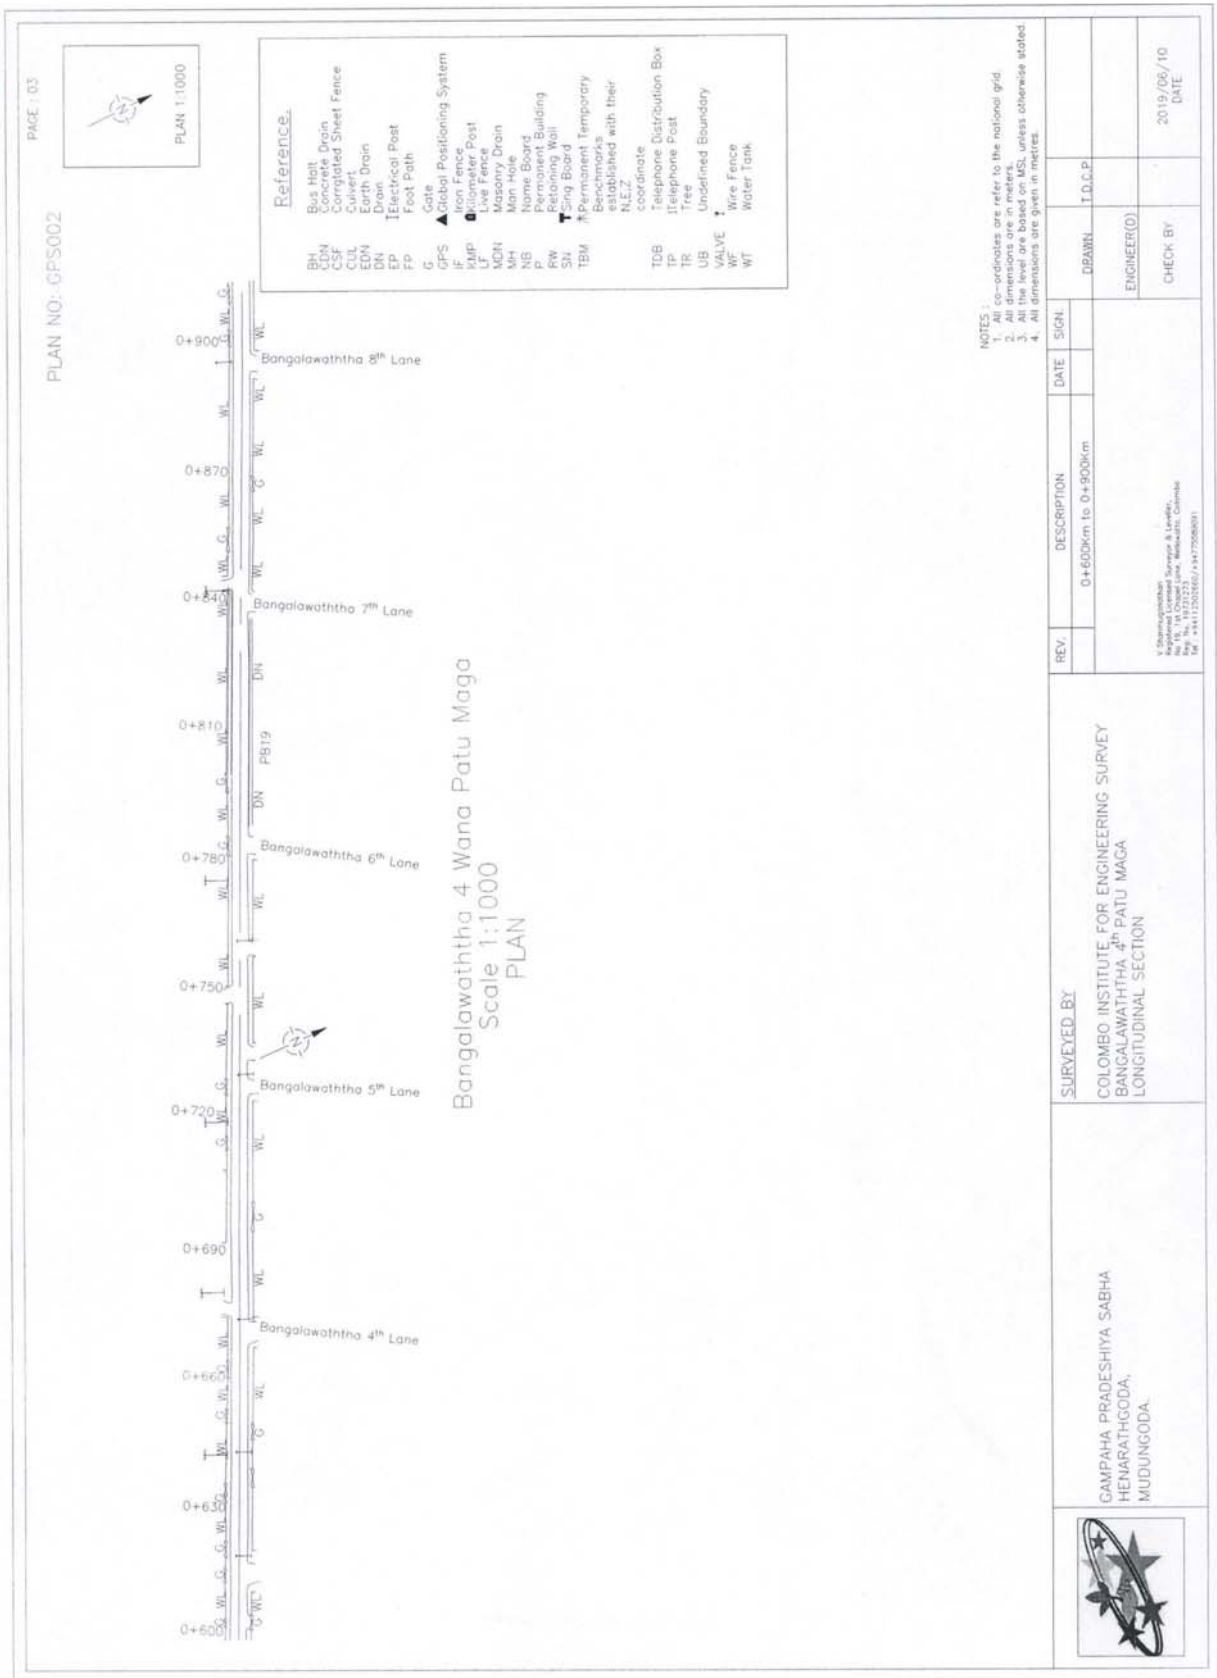 PAGE : 03
PLAN NO:-GPS002
PLAN 1:1000
N
Reference.
BH Bus Halt
CDN Concrete Drain
CSF Corrgtated Sheet Fence
CUL Culvert
EDN Earth Drain
DN Drain
EP Electrical Post
FP Foot Path
G Gate
GPS Global Positioning System
IF Iron Fence
KMP Kilometer Post
LF Live Fence
MDN Masonry Drain
MH Man Hole
NB Name Board
P Permanent Building
RW Retaining Wall
SN Sing Board
TBM Permanent Temporary
Benchmarks
established with their
N,E,Z
coordinate
TDB Telephone Distribution Box
TP Telephone Post
TR Tree
UB Undefined Boundary
VALVE
WF Wire Fence
WT Water Tank
0+600
0+630
0+660
0+690
0+720
0+750
0+780
0+810
0+840
0+870
0+900
Bangalawaththa 4th Lane
Bangalawaththa 5th Lane
Bangalawaththa 6th Lane
Bangalawaththa 7th Lane
Bangalawaththa 8th Lane
DN PB19 DN
N
Bangalawaththa 4 Wana Patu Maga
Scale 1:1000
PLAN
NOTES :
1. All co-ordinates are refer to the national grid.
2. All dimensions are in meters.
3. All the level are based on MSL unless otherwise stated.
4. All dimensions are given in metres.
GAMPAHA PRADESHIYA SABHA
HENARATHGODA,
MUDUNGODA.
SURVEYED BY
COLOMBO INSTITUTE FOR ENGINEERING SURVEY
BANGALAWATHTHA 4th PATU MAGA
LONGITUDINAL SECTION
REV. DESCRIPTION DATE SIGN.
0+600Km to 0+900Km
Registered Licensed Surveyor & Leveller,
DRAWN T.D.C.P
ENGINEER(D)
CHECK BY
2019/06/10
DATE